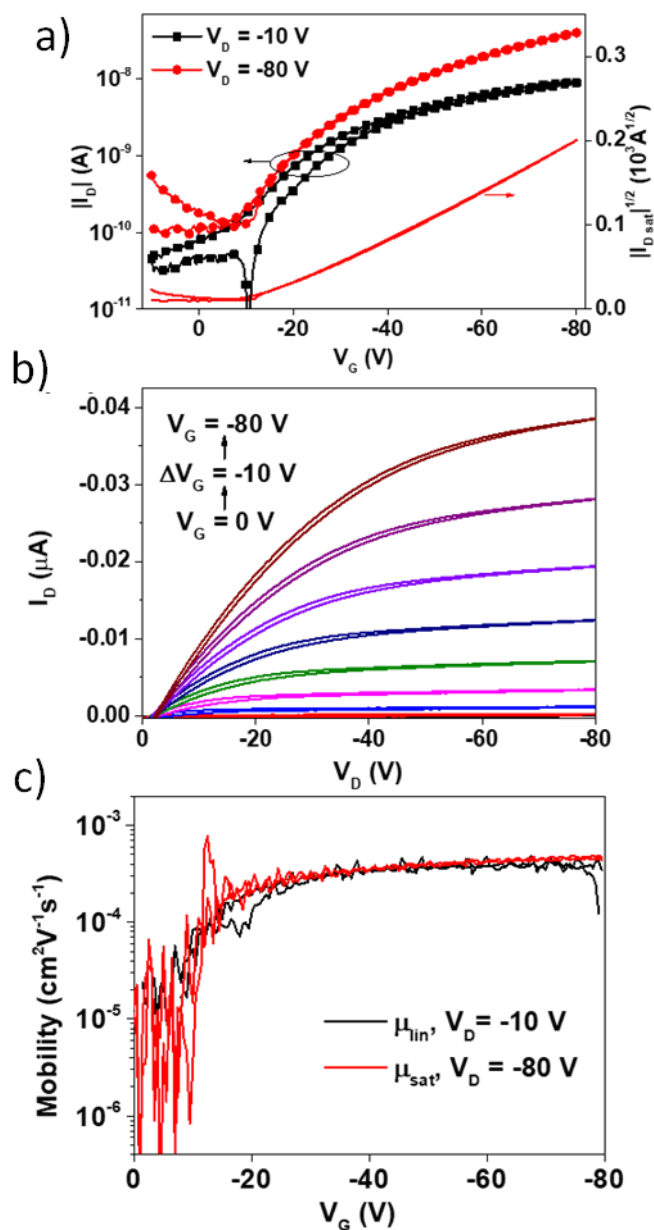 a)
V_D = -10 V
V_D = -80 V
10^-8
10^-9
10^-10
10^-11
|I_D| (A)
0.3
0.2
0.1
0.0
|I_D sat|^1/2 (10^3A^1/2)
0 -20 -40 -60 -80
V_G (V)
b)
-0.04
-0.03
-0.02
-0.01
0.00
I_D (μA)
V_G = -80 V
ΔV_G = -10 V
V_G = 0 V
0 -20 -40 -60 -80
V_D (V)
c)
10^-3
10^-4
10^-5
10^-6
Mobility (cm^2V^-1s^-1)
μ_lin, V_D= -10 V
μ_sat, V_D = -80 V
0 -20 -40 -60 -80
V_G (V)